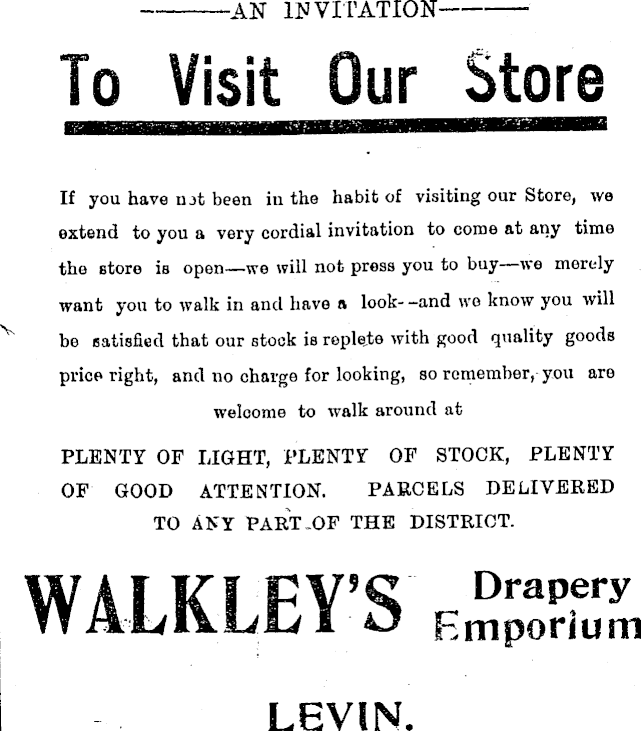 AN INVITATION
To Visit Our Store
If you have not been in the habit of visiting our Store, we
extend to you a very cordial invitation to come at any time
the store is open—we will not press you to buy—we merely
want you to walk in and have a look--and we know you will
be satisfied that our stock is replete with good quality goods
price right, and no charge for looking, so remember, you are
welcome to walk around at
PLENTY OF LIGHT, PLENTY OF STOCK, PLENTY
OF GOOD ATTENTION. PARCELS DELIVERED
TO ANY PART OF THE DISTRICT.
WALKLEY'S Drapery
Emporium
LEVIN.